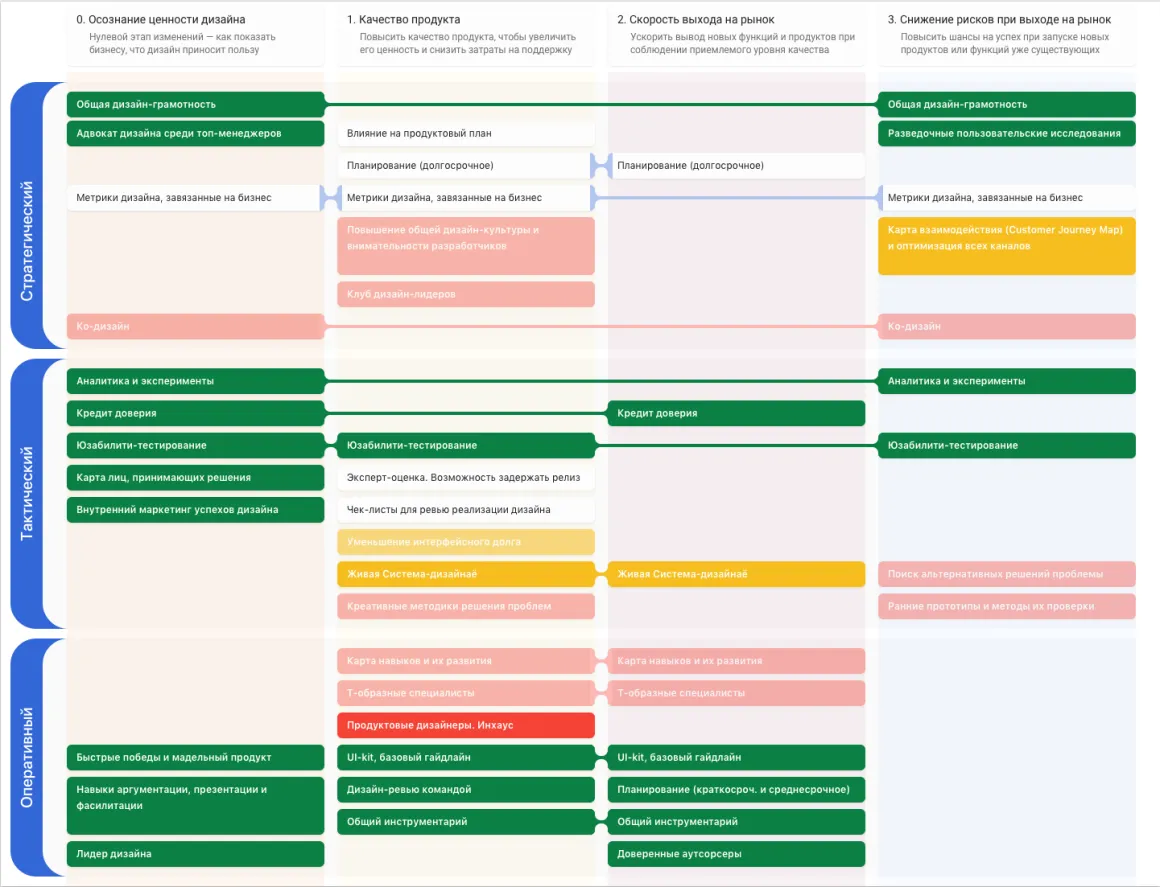 0. Осознание ценности дизайна
Нулевой этап изменений — как показать
бизнесу, что дизайн приносит пользу
1. Качество продукта
Повысить качество продукта, чтобы увеличить
его ценность и снизить затраты на поддержку
2. Скорость выхода на рынок
Ускорить вывод новых функций и продуктов при
соблюдении приемлемого уровня качества
3. Снижение рисков при выходе на рынок
Повысить шансы на успех при запуске новых
продуктов или функций уже существующих
Стратегический
Общая дизайн-грамотность
Общая дизайн-грамотность
Адвокат дизайна среди топ-менеджеров
Влияние на продуктовый план
Разведочные пользовательские исследования
Планирование (долгосрочное)
Планирование (долгосрочное)
Метрики дизайна, завязанные на бизнес
Метрики дизайна, завязанные на бизнес
Метрики дизайна, завязанные на бизнес
Повышение общей дизайн-культуры и
внимательности разработчиков
Карта взаимодействия (Customer Journey Map)
и оптимизация всех каналов
Клуб дизайн-лидеров
Ко-дизайн
Ко-дизайн
Тактический
Аналитика и эксперименты
Аналитика и эксперименты
Кредит доверия
Кредит доверия
Юзабилити-тестирование
Юзабилити-тестирование
Юзабилити-тестирование
Карта лиц, принимающих решения
Эксперт-оценка. Возможность задержать релиз
Внутренний маркетинг успехов дизайна
Чек-листы для ревью реализации дизайна
Уменьшение интерфейсного долга
Живая Система-дизайнаё
Живая Система-дизайнаё
Поиск альтернативных решений проблемы
Креативные методики решения проблем
Ранние прототипы и методы их проверки
Оперативный
Карта навыков и их развития
Карта навыков и их развития
Т-образные специалисты
Т-образные специалисты
Продуктовые дизайнеры. Инхаус
Быстрые победы и мадельный продукт
UI-kit, базовый гайдлайн
UI-kit, базовый гайдлайн
Навыки аргументации, презентации и
фасилитации
Дизайн-ревью командой
Планирование (краткосроч. и среднесрочное)
Общий инструментарий
Общий инструментарий
Лидер дизайна
Доверенные аутсорсеры